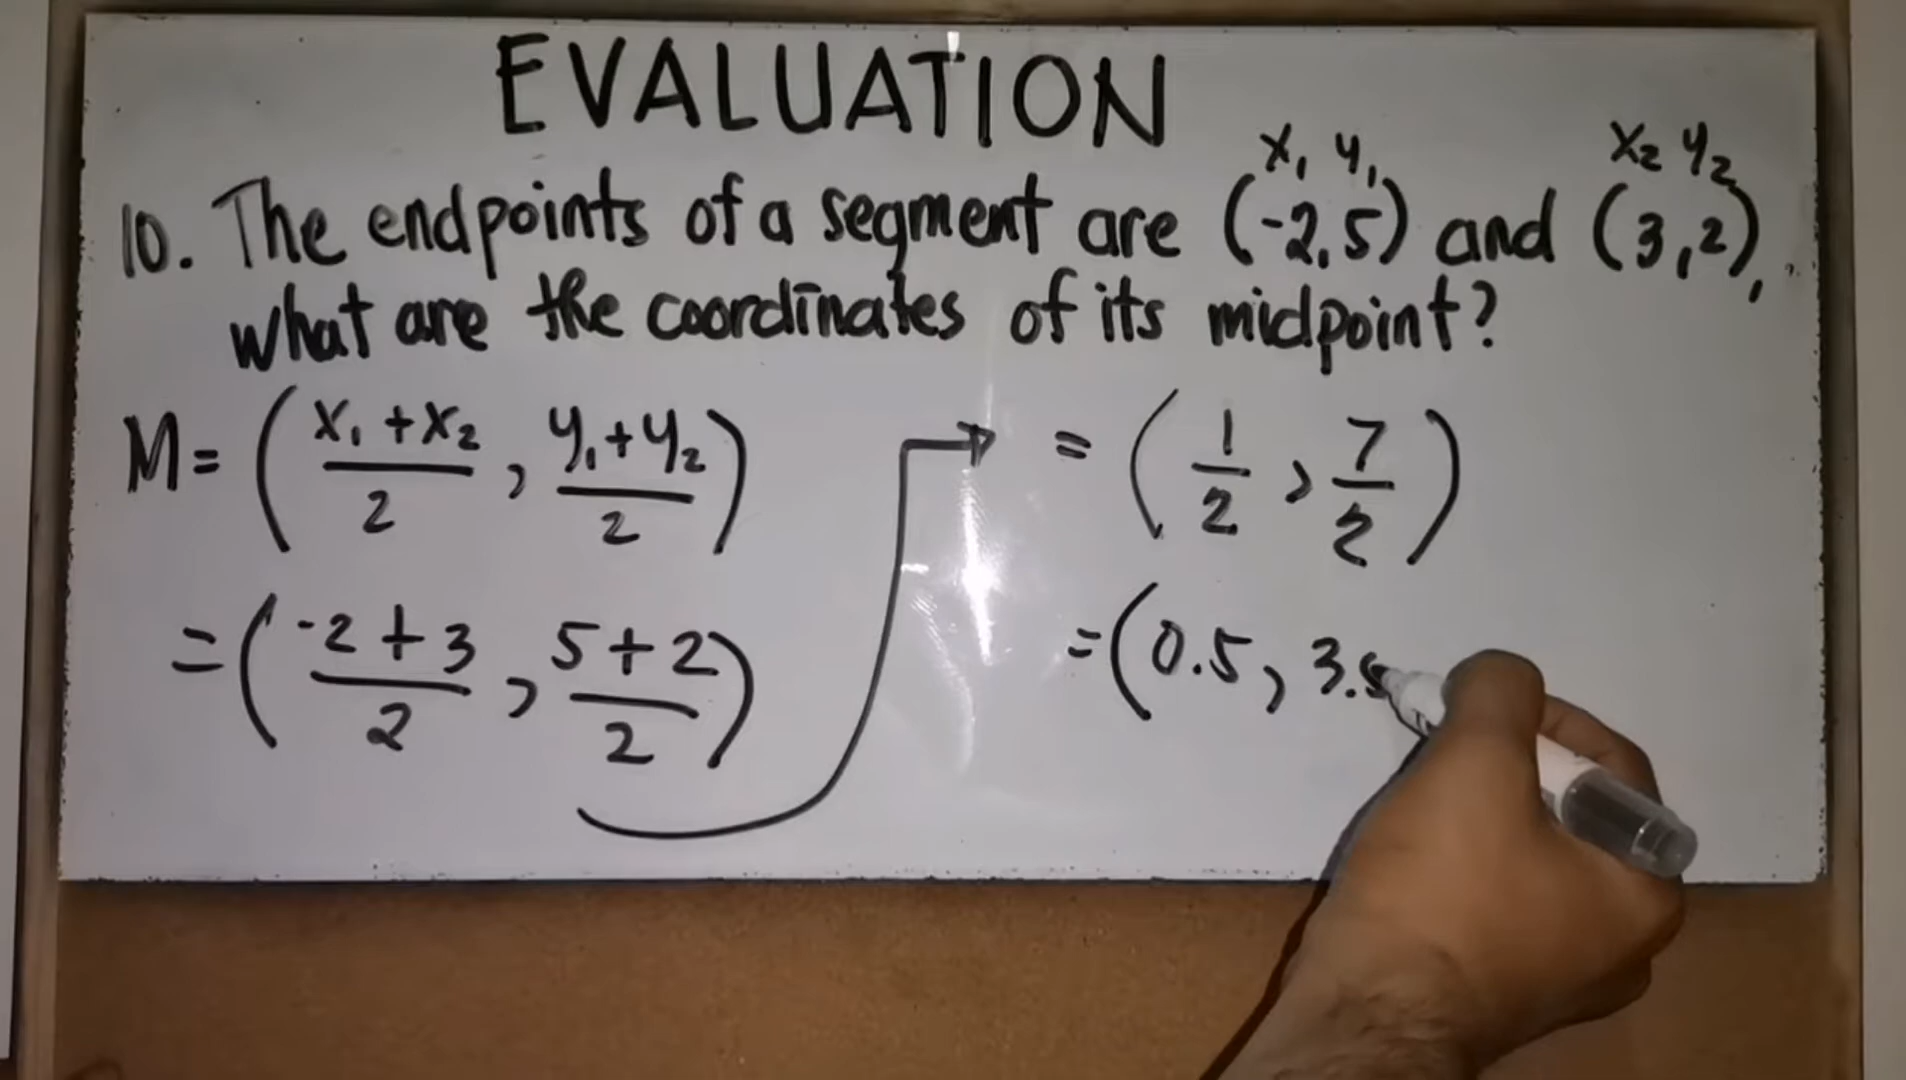 EVALUATION
x₁ y₁ x₂ y₂
10. The endpoints of a segment are (-2,5) and (3,2),
what are the coordinates of its midpoint?
M = ( x₁ + x₂ / 2 , y₁ + y₂ / 2 )
= ( -2 + 3 / 2 , 5 + 2 / 2 )
= ( 1 / 2 , 7 / 2 )
= (0.5, 3.5